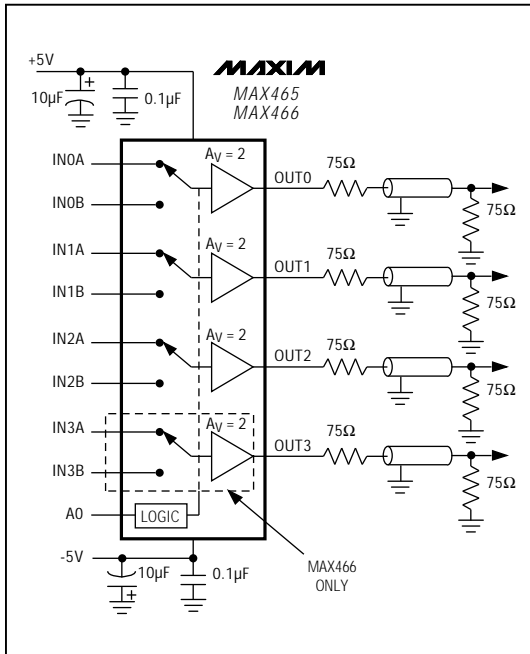 +5V
MAXIM
MAX465
MAX466
+
10µF
0.1µF
IN0A
AV = 2
OUT0
75Ω
75Ω
IN0B
IN1A
AV = 2
OUT1
75Ω
75Ω
IN1B
IN2A
AV = 2
OUT2
75Ω
75Ω
IN2B
IN3A
AV = 2
OUT3
75Ω
75Ω
IN3B
A0
LOGIC
-5V
10µF
+
0.1µF
MAX466
ONLY